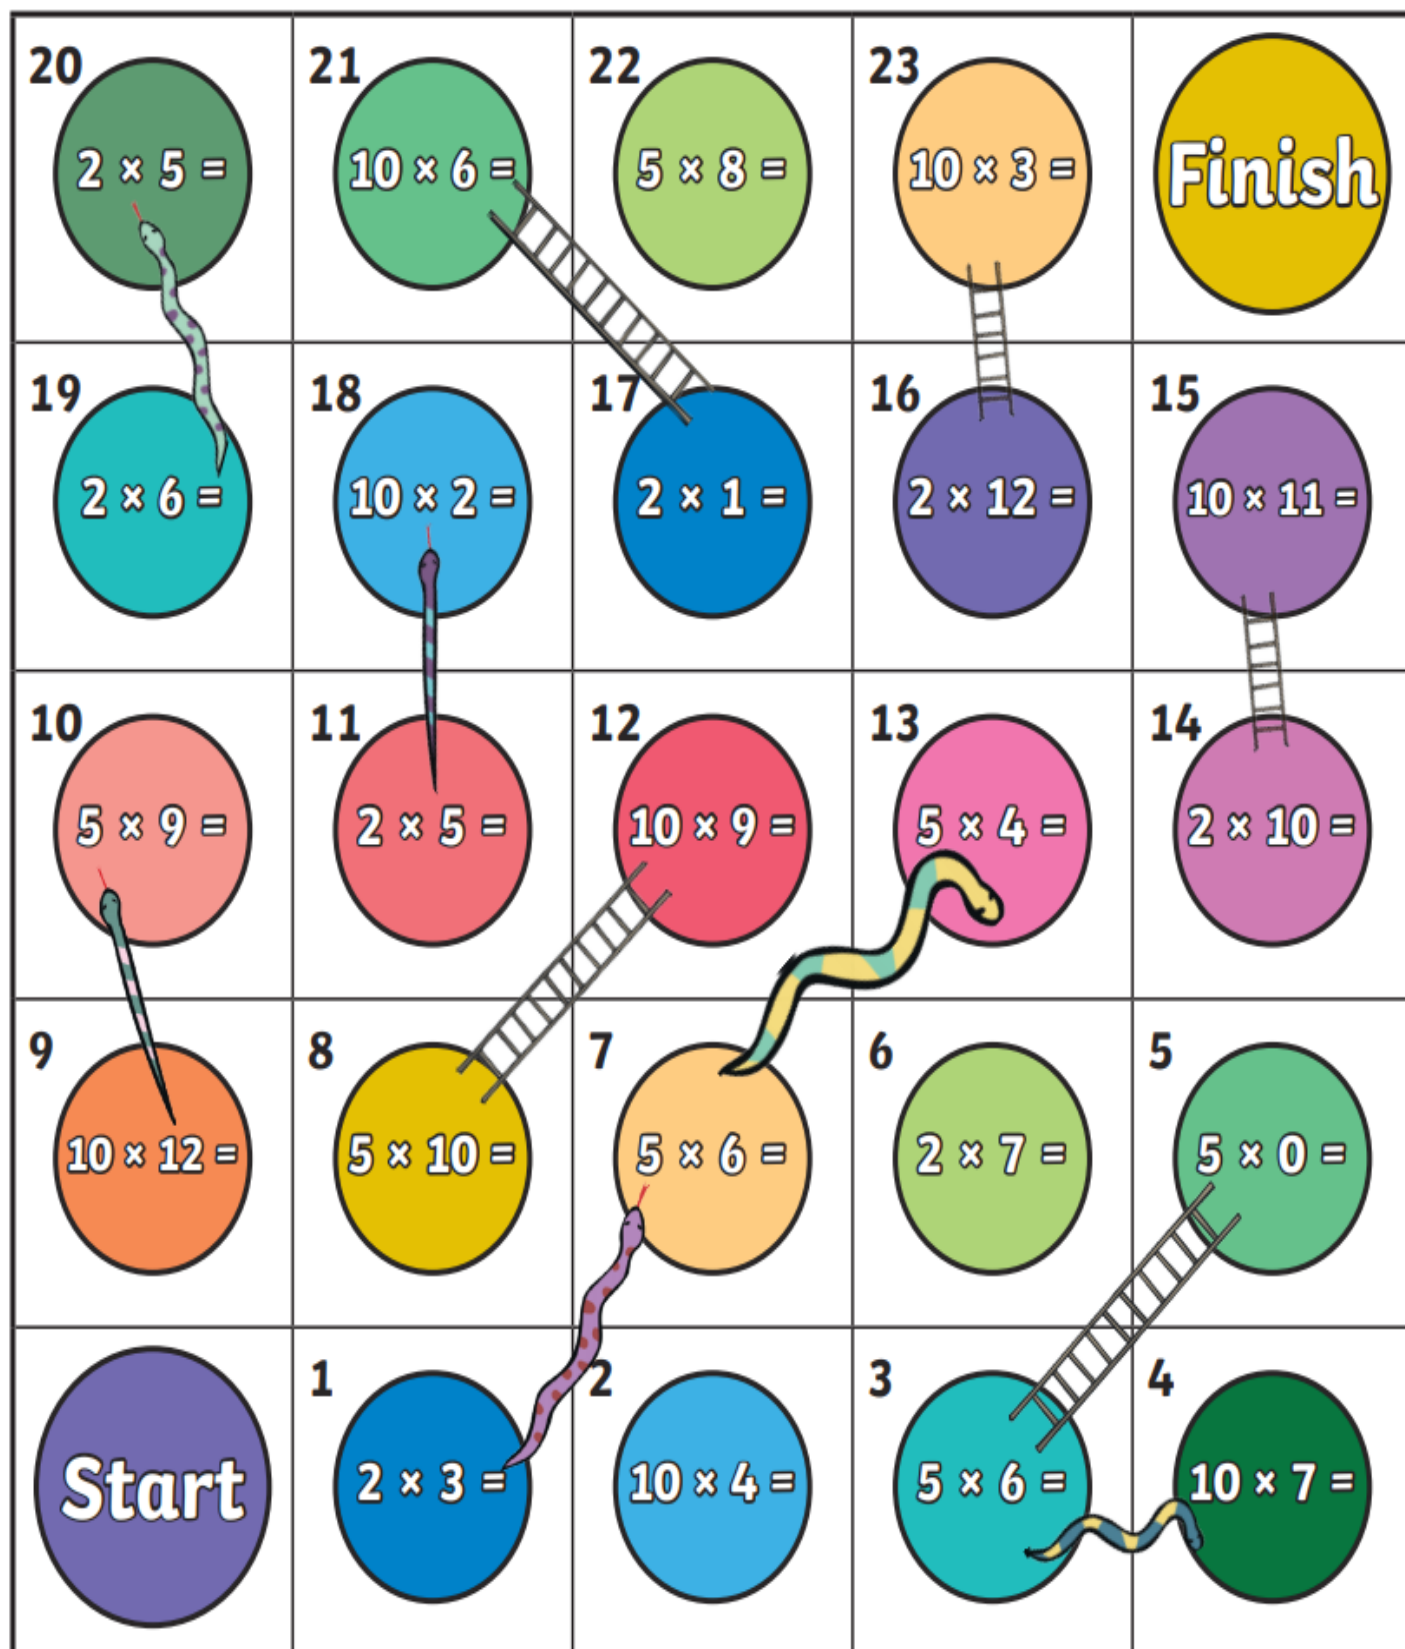 20
2 × 5 =
21
10 × 6 =
22
5 × 8 =
23
10 × 3 =
Finish
19
2 × 6 =
18
10 × 2 =
17
2 × 1 =
16
2 × 12 =
15
10 × 11 =
10
5 × 9 =
11
2 × 5 =
12
10 × 9 =
13
5 × 4 =
14
2 × 10 =
9
10 × 12 =
8
5 × 10 =
7
5 × 6 =
6
2 × 7 =
5
5 × 0 =
Start
1
2 × 3 =
2
10 × 4 =
3
5 × 6 =
4
10 × 7 =